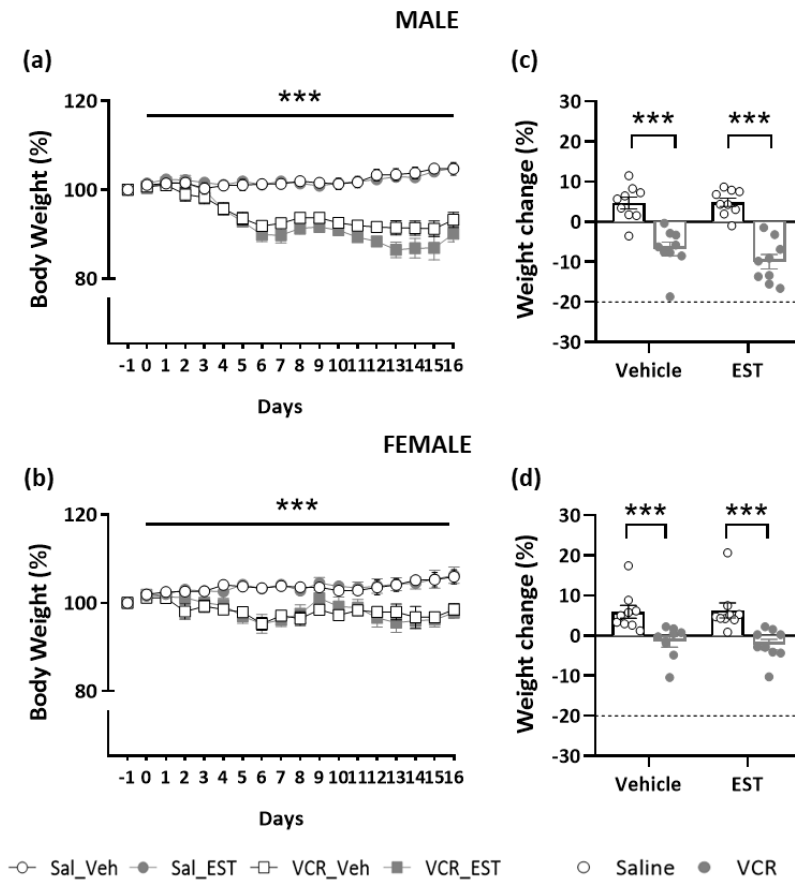 MALE
(a)
***
120
100
80
Body Weight (%)
-1 0 1 2 3 4 5 6 7 8 9 10 11 12 13 14 15 16
Days
(c)
*** ***
30
20
10
0
-10
-20
-30
Weight change (%)
Vehicle EST
FEMALE
(b)
***
120
100
80
Body Weight (%)
-1 0 1 2 3 4 5 6 7 8 9 10 11 12 13 14 15 16
Days
(d)
*** ***
30
20
10
0
-10
-20
-30
Weight change (%)
Vehicle EST
Sal_Veh Sal_EST VCR_Veh VCR_EST Saline VCR